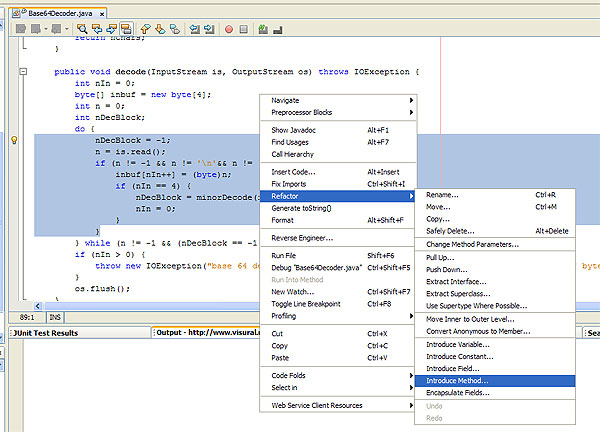 Base64Decoder.java
return nChars;
}
public void decode(InputStream is, OutputStream os) throws IOException {
int nIn = 0;
byte[] inbuf = new byte[4];
int n = 0;
int nDecBlock;
do {
nDecBlock = -1;
n = is.read();
if (n != -1 && n != '\n'&& n !=
inbuf[nIn++] = (byte)n;
if (nIn == 4) {
nDecBlock = minorDecode(
nIn = 0;
}
}
} while (n != -1 && (nDecBlock == -1
if (nIn > 0) {
throw new IOException("base 64 de
byte
}
os.flush();
}
89:1 INS
JUnit Test Results
Output - http://www.visural.
Sea
Navigate
Preprocessor Blocks
Show Javadoc Alt+F1
Find Usages Alt+F7
Call Hierarchy
Insert Code... Alt+Insert
Fix Imports Ctrl+Shift+I
Refactor
Generate toString()
Format Alt+Shift+F
Reverse Engineer...
Run File Shift+F6
Debug "Base64Decoder.java" Ctrl+Shift+F5
Run Into Method
New Watch... Ctrl+Shift+F7
Toggle Line Breakpoint Ctrl+F8
Profiling
Cut Ctrl+X
Copy Ctrl+C
Paste Ctrl+V
Code Folds
Select in
Web Service Client Resources
Rename... Ctrl+R
Move... Ctrl+M
Copy...
Safely Delete... Alt+Delete
Change Method Parameters...
Pull Up...
Push Down...
Extract Interface...
Extract Superclass...
Use Supertype Where Possible...
Move Inner to Outer Level...
Convert Anonymous to Member...
Introduce Variable...
Introduce Constant...
Introduce Field...
Introduce Method...
Encapsulate Fields...
Undo
Redo